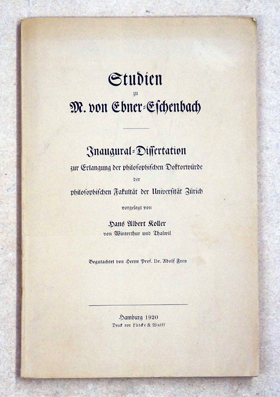 Studien
zu
M. von Ebner-Eschenbach
Inaugural-Dissertation
zur Erlangung der philosophischen Doktorwürde
der
philosophischen Fakultät der Universität Zürich
vorgelegt von
Hans Albert Koller
von Winterthur und Thalwil
Begutachtet von Herrn Prof. Dr. Adolf Frey
Hamburg 1920
Druck von Lütcke & Wulff